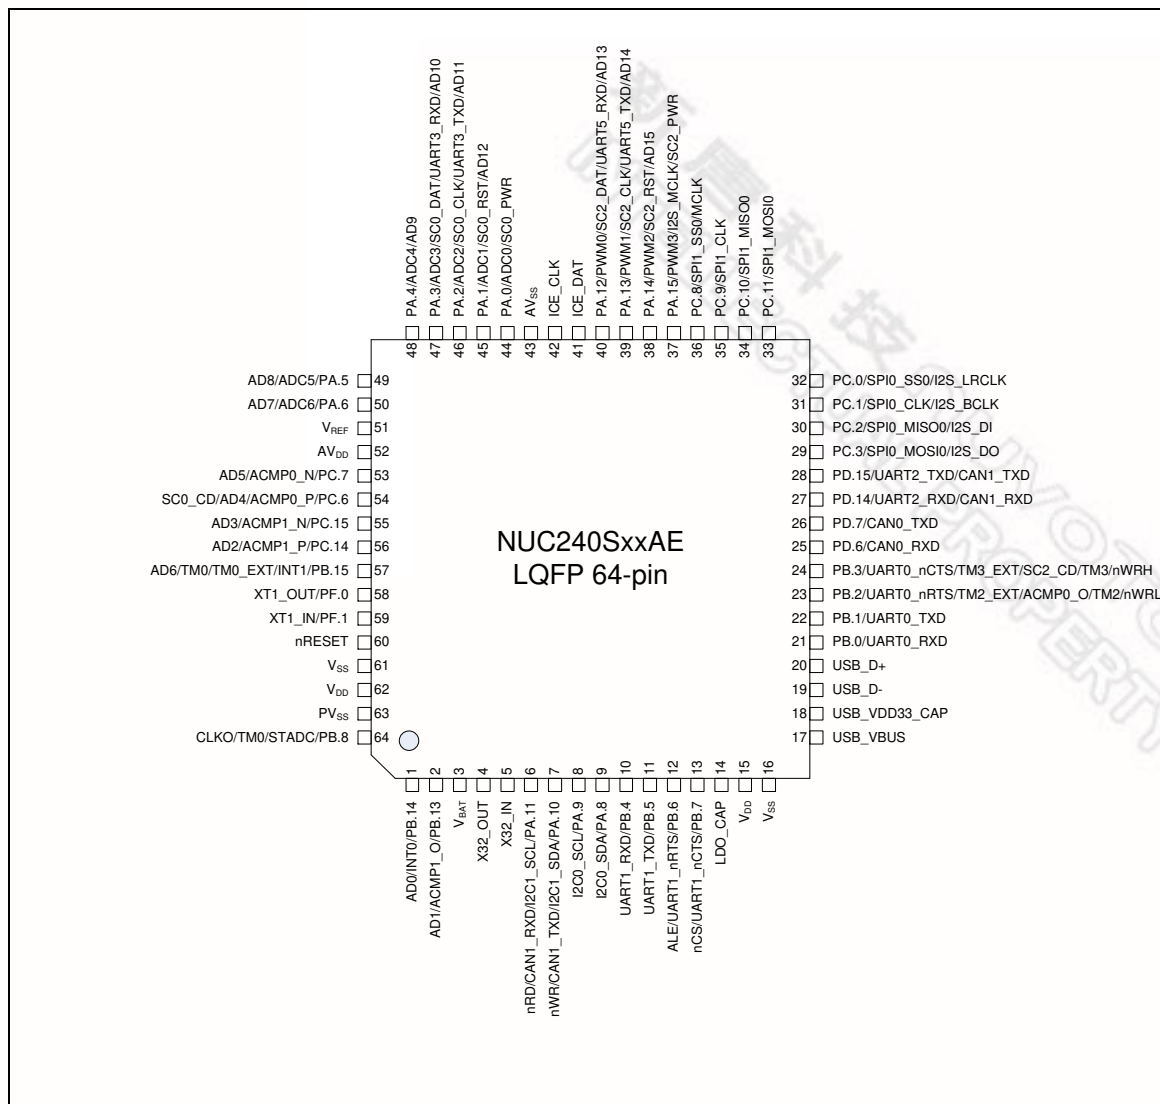 PA.4/ADC4/AD9
PA.3/ADC3/SC0_DAT/UART3_RXD/AD10
PA.2/ADC2/SC0_CLK/UART3_TXD/AD11
PA.1/ADC1/SC0_RST/AD12
PA.0/ADC0/SC0_PWR
AVSS
ICE_CLK
ICE_DAT
PA.12/PWM0/SC2_DAT/UART5_RXD/AD13
PA.13/PWM1/SC2_CLK/UART5_TXD/AD14
PA.14/PWM2/SC2_RST/AD15
PA.15/PWM3/I2S_MCLK/SC2_PWR
PC.8/SPI1_SS0/MCLK
PC.9/SPI1_CLK
PC.10/SPI1_MISO0
PC.11/SPI1_MOSI0
48 47 46 45 44 43 42 41 40 39 38 37 36 35 34 33
AD8/ADC5/PA.5 49
AD7/ADC6/PA.6 50
VREF 51
AVDD 52
AD5/ACMP0_N/PC.7 53
SC0_CD/AD4/ACMP0_P/PC.6 54
AD3/ACMP1_N/PC.15 55
AD2/ACMP1_P/PC.14 56
AD6/TM0/TM0_EXT/INT1/PB.15 57
XT1_OUT/PF.0 58
XT1_IN/PF.1 59
nRESET 60
VSS 61
VDD 62
PVSS 63
CLKO/TM0/STADC/PB.8 64
NUC240SxxAE
LQFP 64-pin
32 PC.0/SPI0_SS0/I2S_LRCLK
31 PC.1/SPI0_CLK/I2S_BCLK
30 PC.2/SPI0_MISO0/I2S_DI
29 PC.3/SPI0_MOSI0/I2S_DO
28 PD.15/UART2_TXD/CAN1_TXD
27 PD.14/UART2_RXD/CAN1_RXD
26 PD.7/CAN0_TXD
25 PD.6/CAN0_RXD
24 PB.3/UART0_nCTS/TM3_EXT/SC2_CD/TM3/nWRH
23 PB.2/UART0_nRTS/TM2_EXT/ACMP0_O/TM2/nWRL
22 PB.1/UART0_TXD
21 PB.0/UART0_RXD
20 USB_D+
19 USB_D-
18 USB_VDD33_CAP
17 USB_VBUS
1 2 3 4 5 6 7 8 9 10 11 12 13 14 15 16
AD0/INT0/PB.14
AD1/ACMP1_O/PB.13
VBAT
X32_OUT
X32_IN
nRD/CAN1_RXD/I2C1_SCL/PA.11
nWR/CAN1_TXD/I2C1_SDA/PA.10
I2C0_SCL/PA.9
I2C0_SDA/PA.8
UART1_RXD/PB.4
UART1_TXD/PB.5
ALE/UART1_nRTS/PB.6
nCS/UART1_nCTS/PB.7
LDO_CAP
VDD
VSS
新唐科技 NUVOTON
INTELLECTUAL PROPERTY